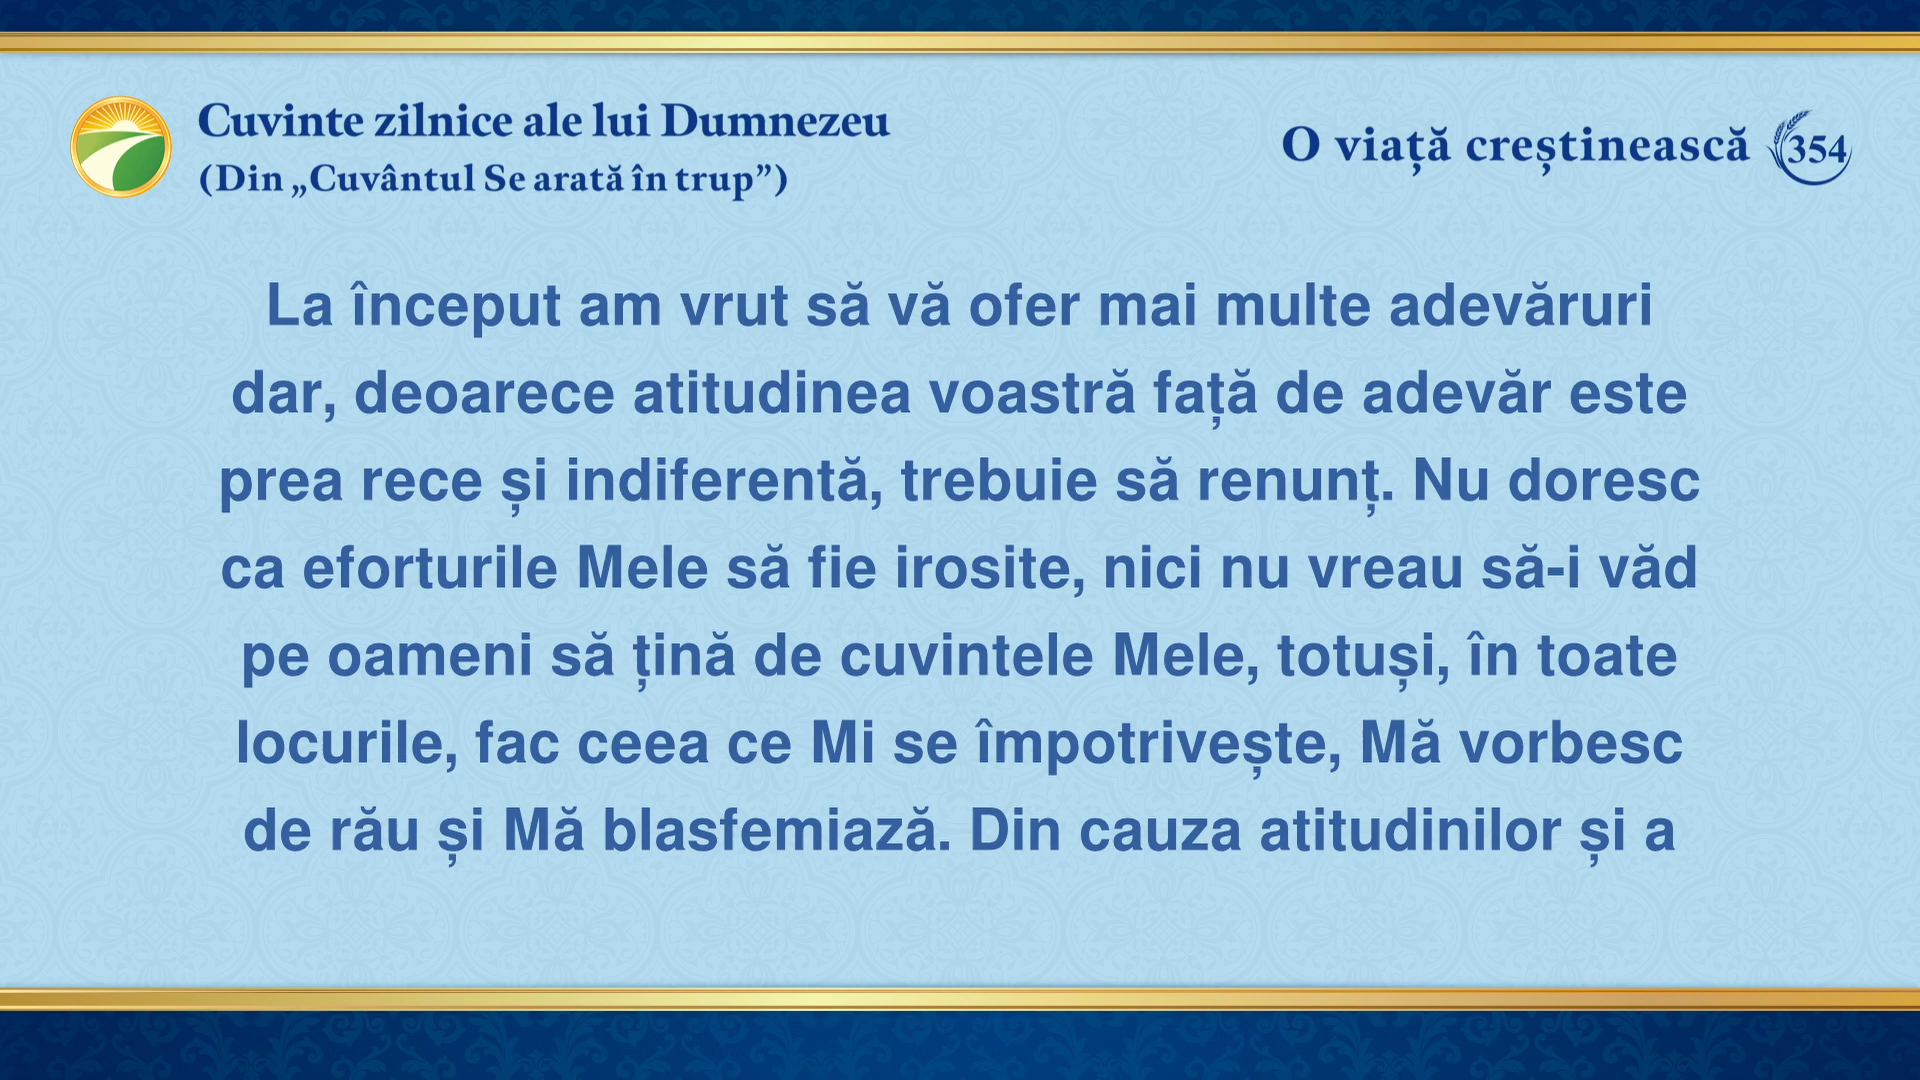 Cuvinte zilnice ale lui Dumnezeu
(Din „Cuvântul Se arată în trup”)
O viață creștinească 354
La început am vrut să vă ofer mai multe adevăruri
dar, deoarece atitudinea voastră față de adevăr este
prea rece și indiferentă, trebuie să renunț. Nu doresc
ca eforturile Mele să fie irosite, nici nu vreau să-i văd
pe oameni să țină de cuvintele Mele, totuși, în toate
locurile, fac ceea ce Mi se împotrivește, Mă vorbesc
de rău și Mă blasfemiază. Din cauza atitudinilor și a